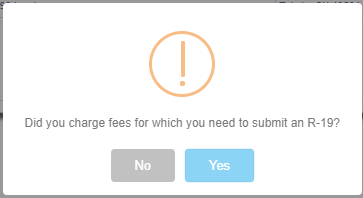 Did you charge fees for which you need to submit an R-19?
No
Yes